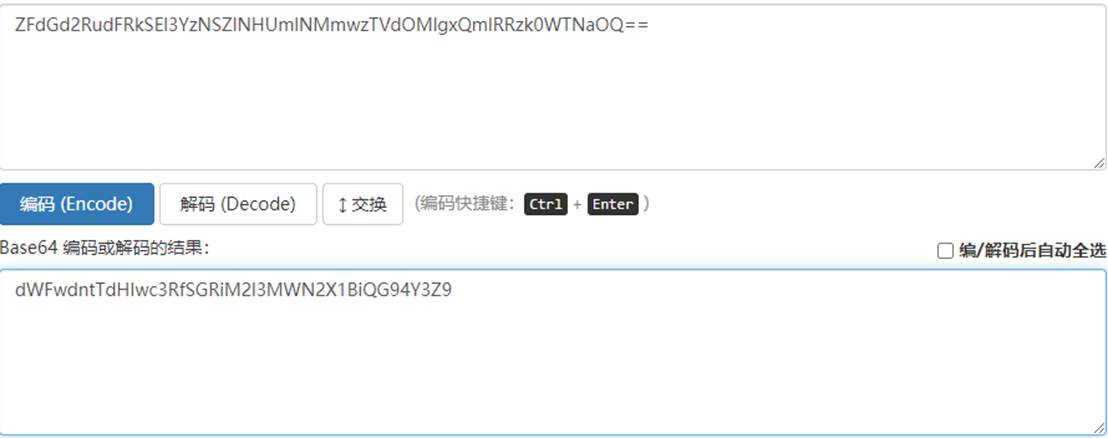 ZFdGd2RudFRkSEl3YzNSZlNHUmlNMmwzTVdOMlgxQmlRRzk0WTNaOQ==
编码 (Encode) 解码 (Decode) ↕ 交换 (编码快捷键： Ctrl + Enter )
Base64 编码或解码的结果： 编/解码后自动全选
dWFwdntTdHIwc3RfSGRiM2l3MWN2X1BiQG94Y3Z9